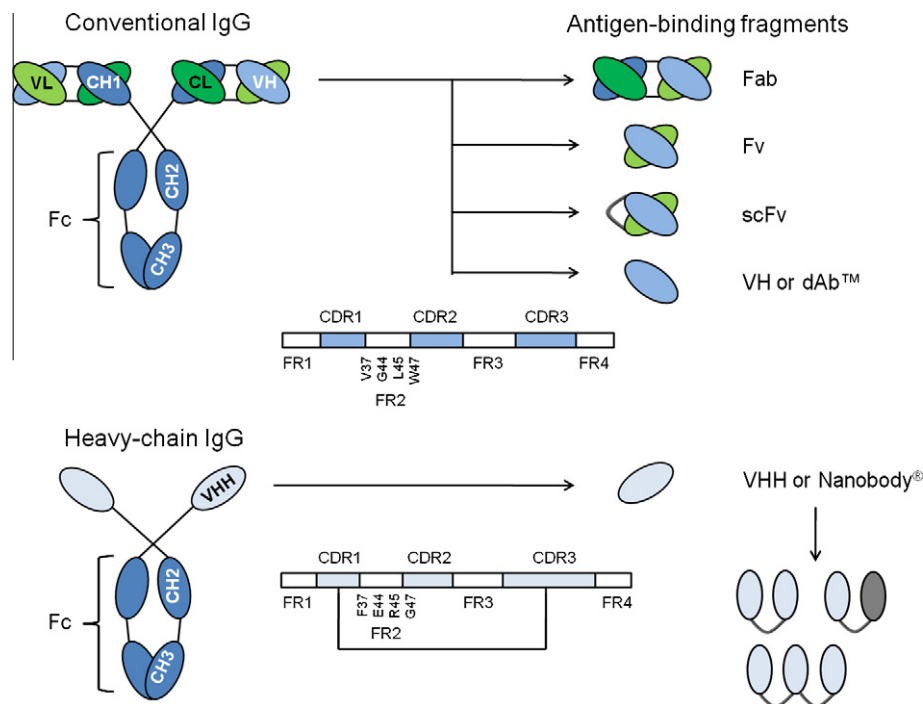 Conventional IgG
Antigen-binding fragments
VL
CH1
CL
VH
Fab
Fc
CH2
CH3
Fv
scFv
VH or dAb™
CDR1
CDR2
CDR3
FR1
V37
G44
L45
W47
FR2
FR3
FR4
Heavy-chain IgG
VHH
VHH or Nanobody®
Fc
CH2
CH3
CDR1
CDR2
CDR3
FR1
F37
E44
R45
G47
FR2
FR3
FR4